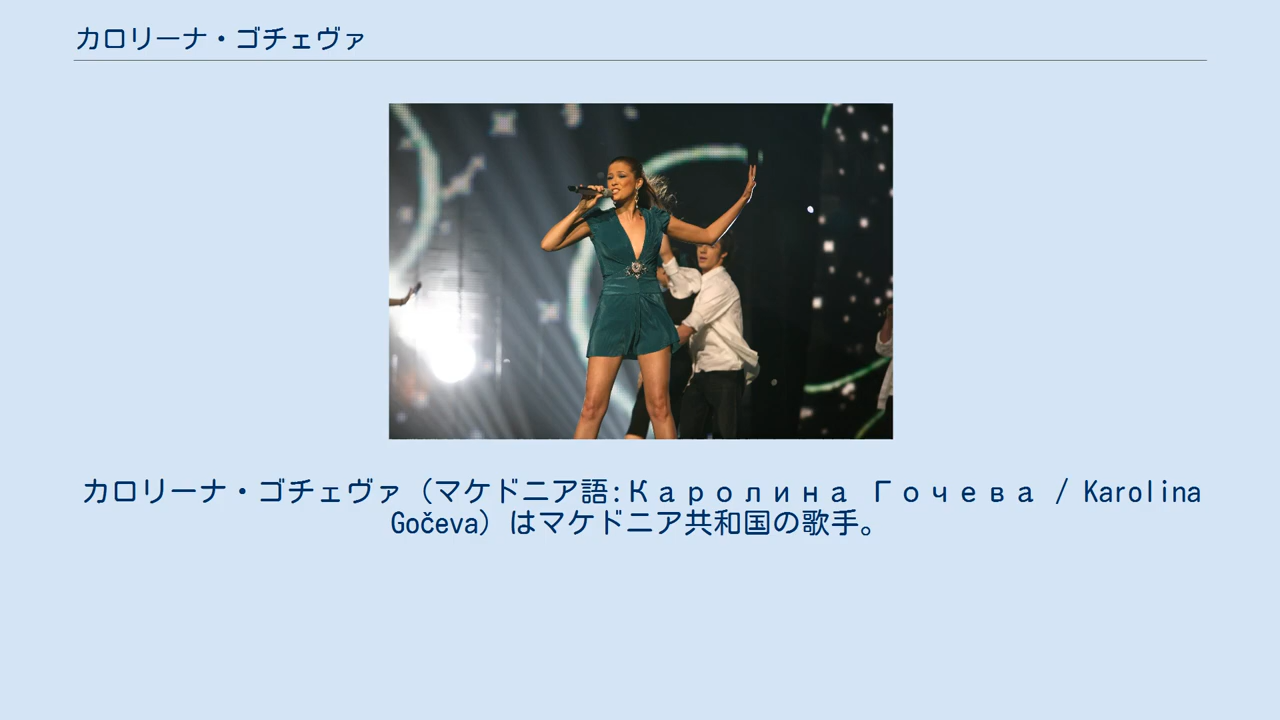 カロリーナ・ゴチェヴァ
カロリーナ・ゴチェヴァ（マケドニア語:Каролина Гочева / Karolina
Gočeva）はマケドニア共和国の歌手。